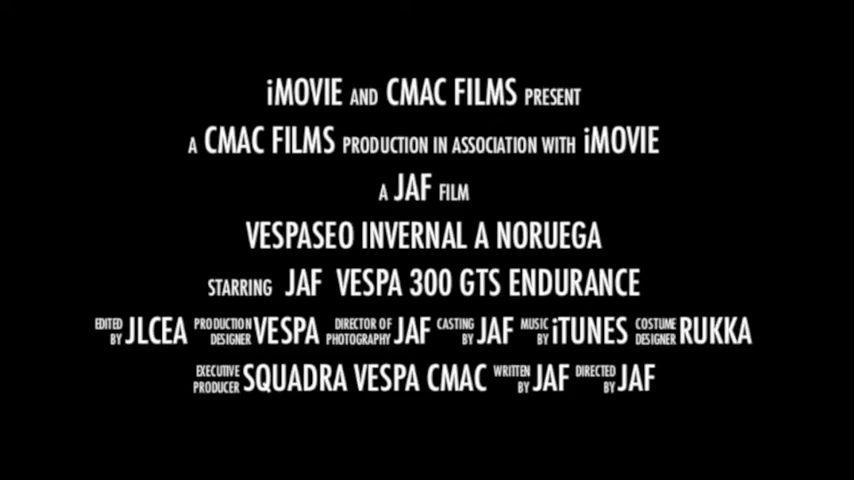 iMOVIE AND CMAC FILMS PRESENT
A CMAC FILMS PRODUCTION IN ASSOCIATION WITH iMOVIE
A JAF FILM
VESPASEO INVERNAL A NORUEGA
STARRING JAF VESPA 300 GTS ENDURANCE
EDITED BY JLCEA PRODUCTION DESIGNER VESPA DIRECTOR OF PHOTOGRAPHY JAF CASTING BY JAF MUSIC BY iTUNES COSTUME DESIGNER RUKKA
EXECUTIVE PRODUCER SQUADRA VESPA CMAC WRITTEN BY JAF DIRECTED BY JAF